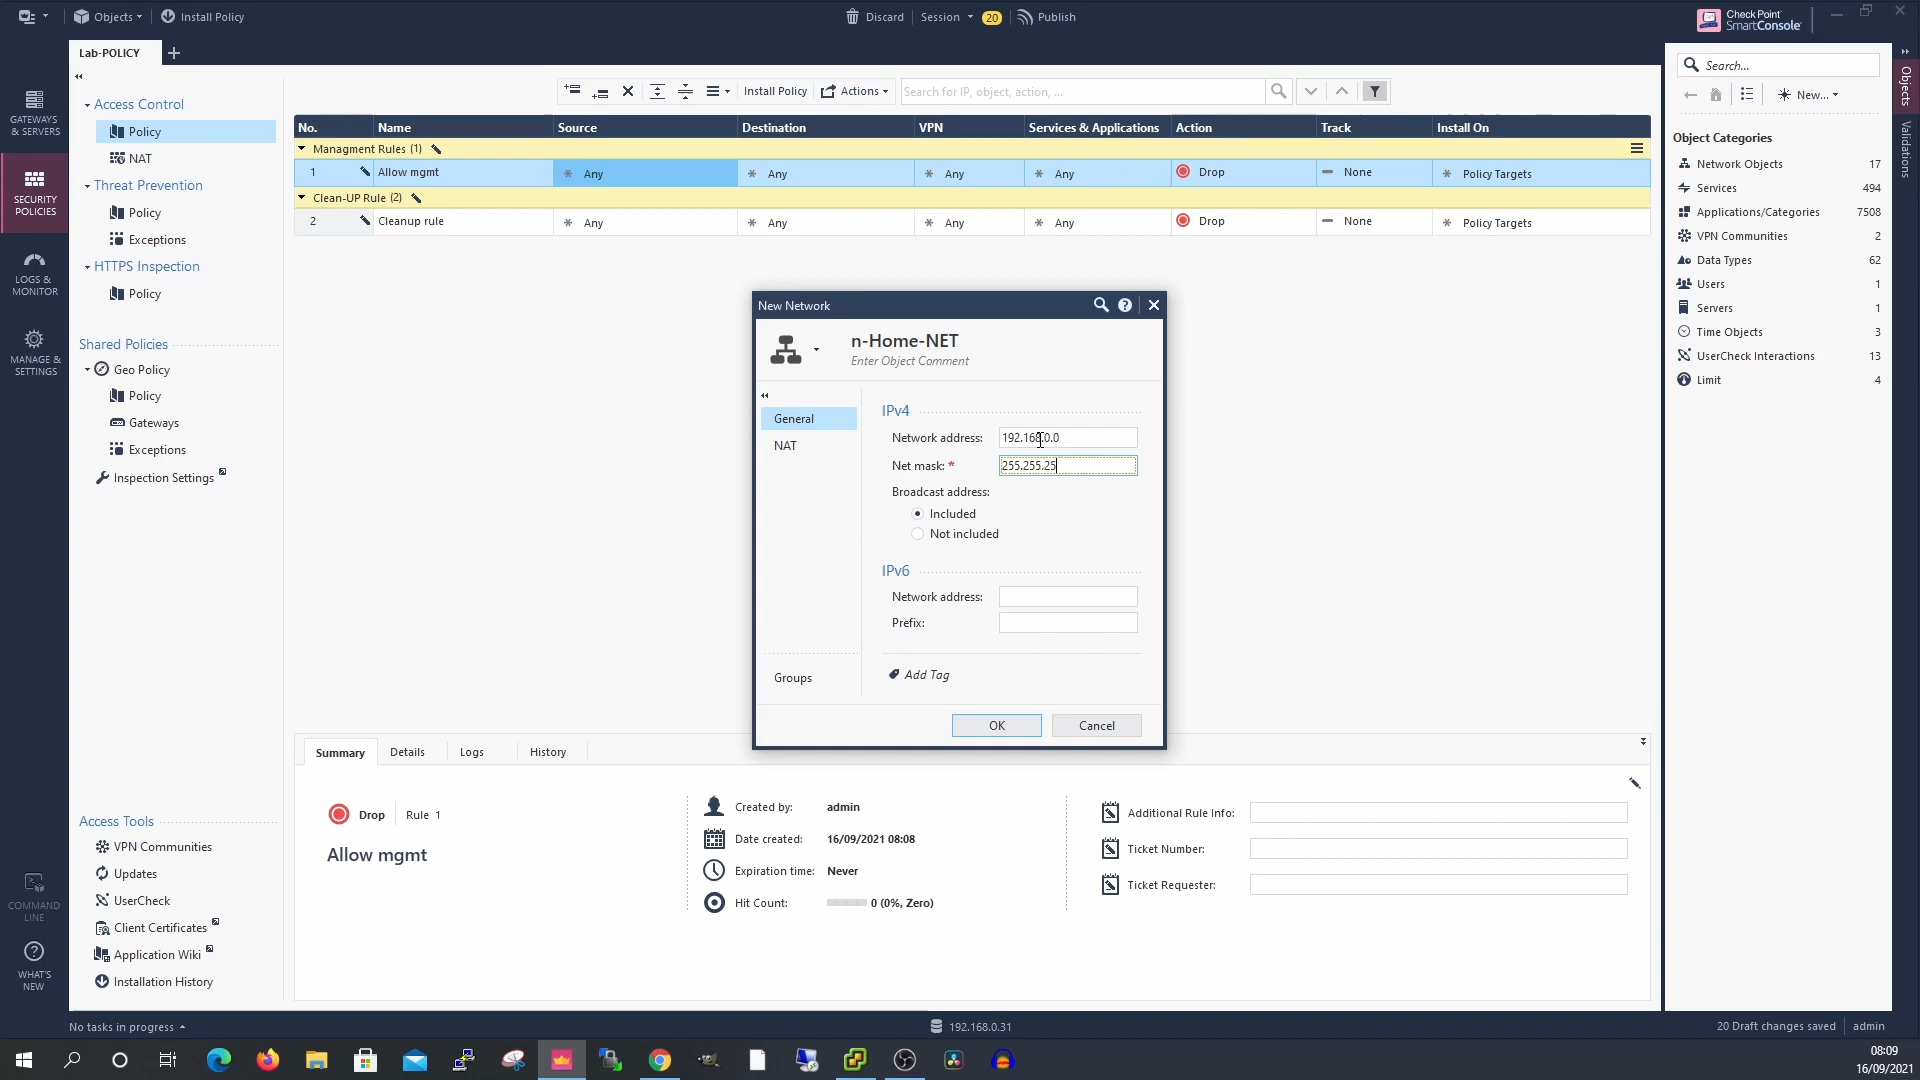 Objects
Install Policy
Discard
Session
20
Publish
Check Point
SmartConsole
Lab-POLICY
GATEWAYS
& SERVERS
SECURITY
POLICIES
LOGS &
MONITOR
MANAGE &
SETTINGS
COMMAND
LINE
WHAT'S
NEW
Access Control
Policy
NAT
Threat Prevention
Policy
Exceptions
HTTPS Inspection
Policy
Shared Policies
Geo Policy
Policy
Gateways
Exceptions
Inspection Settings
Access Tools
VPN Communities
Updates
UserCheck
Client Certificates
Application Wiki
Installation History
Install Policy
Actions
Search for IP, object, action, ...
No. Name Source Destination VPN Services & Applications Action Track Install On
Managment Rules (1)
1 Allow mgmt Any Any Any Any Drop None Policy Targets
Clean-UP Rule (2)
2 Cleanup rule Any Any Any Any Drop None Policy Targets
New Network
n-Home-NET
Enter Object Comment
General
NAT
Groups
IPv4
Network address: 192.168.0.0
Net mask: * 255.255.25
Broadcast address:
Included
Not included
IPv6
Network address:
Prefix:
Add Tag
OK
Cancel
Summary Details Logs History
Drop Rule 1
Allow mgmt
Created by: admin
Date created: 16/09/2021 08:08
Expiration time: Never
Hit Count: 0 (0%, Zero)
Additional Rule Info:
Ticket Number:
Ticket Requester:
Search...
New...
Object Categories
Network Objects 17
Services 494
Applications/Categories 7508
VPN Communities 2
Data Types 62
Users 1
Servers 1
Time Objects 3
UserCheck Interactions 13
Limit 4
Objects
Validations
No tasks in progress
192.168.0.31
20 Draft changes saved
admin
08:09
16/09/2021